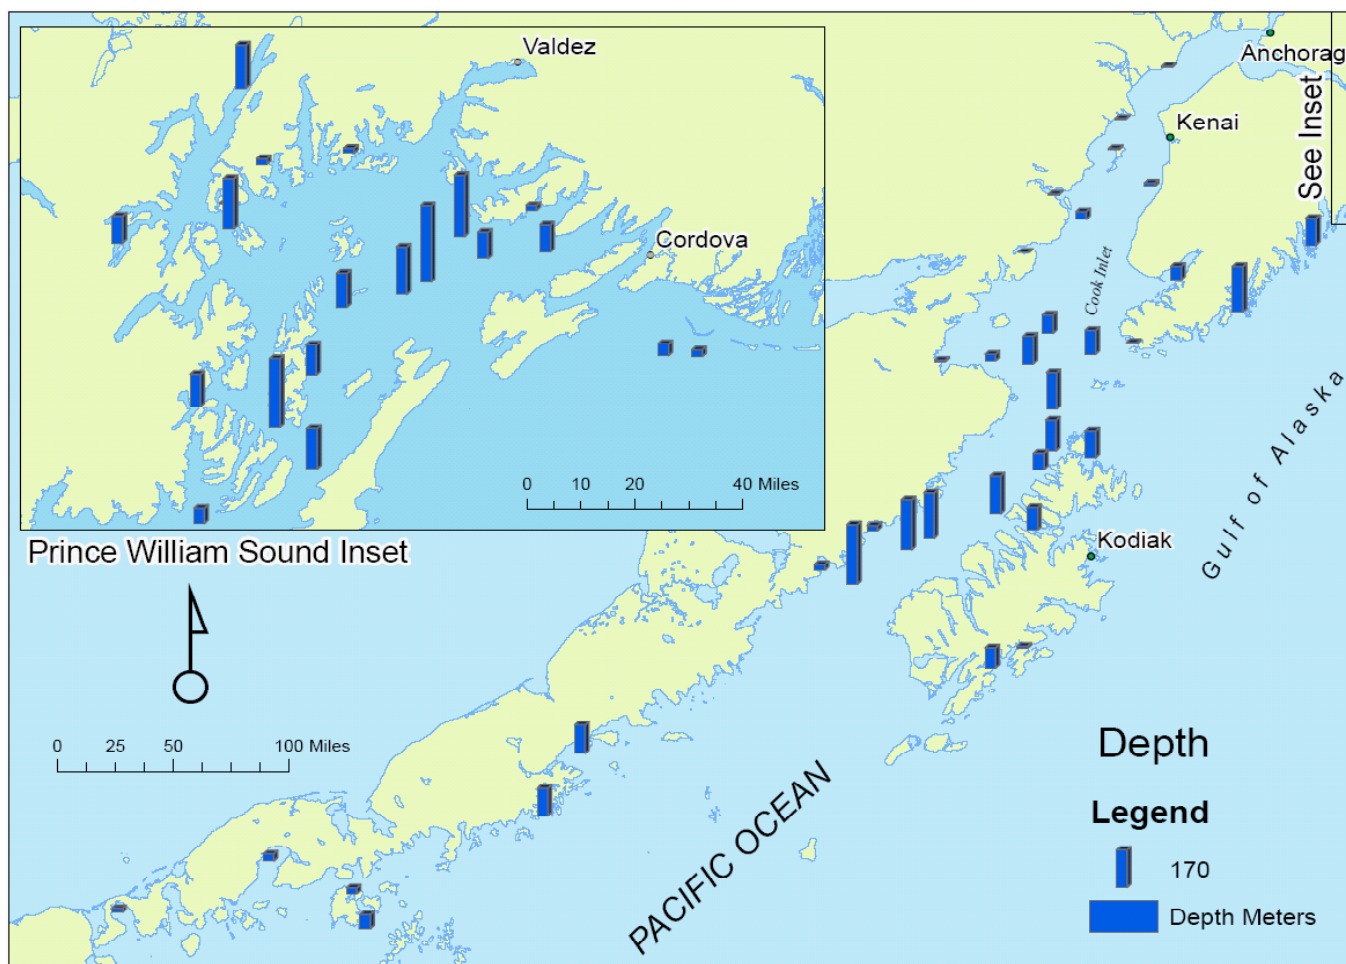 Valdez
Cordova
0 10 20 40 Miles
Prince William Sound Inset
Anchorag
Kenai
See Inset
Cook Inlet
Gulf of Alaska
Kodiak
0 25 50 100 Miles
PACIFIC OCEAN
Depth
Legend
170
Depth Meters